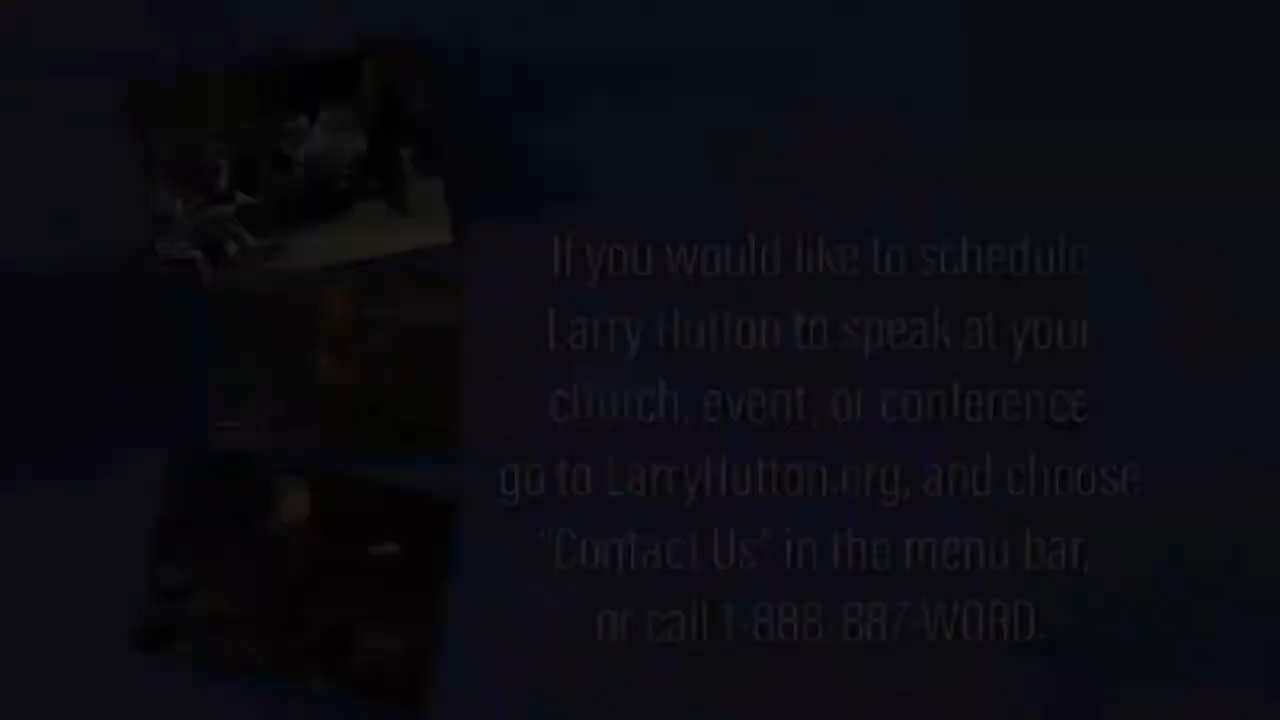 If you would like to schedule
Larry Hutton to speak at your
church, event, or conference
go to LarryHutton.org, and choose
"Contact Us" in the menu bar,
or call 1-888-887-WORD.